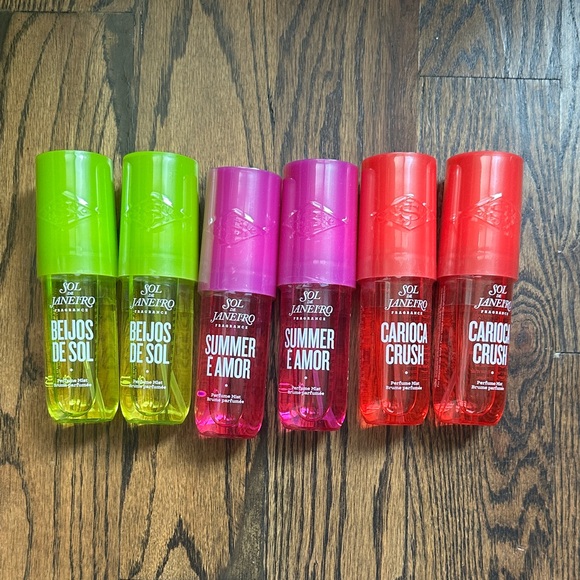 SOL
DE
JANEIRO
FRAGRANCE
BEIJOS
DE SOL
Perfume Mist
Brume parfumée
SOL
DE
JANEIRO
FRAGRANCE
BEIJOS
DE SOL
Perfume Mist
Brume parfumée
SOL
DE
JANEIRO
FRAGRANCE
SUMMER
É AMOR
Perfume Mist
Brume parfumée
SOL
DE
JANEIRO
FRAGRANCE
SUMMER
É AMOR
Perfume Mist
Brume parfumée
SOL
DE
JANEIRO
FRAGRANCE
CARIOCA
CRUSH
Perfume Mist
Brume parfumée
SOL
DE
JANEIRO
FRAGRANCE
CARIOCA
CRUSH
Perfume Mist
Brume parfumée